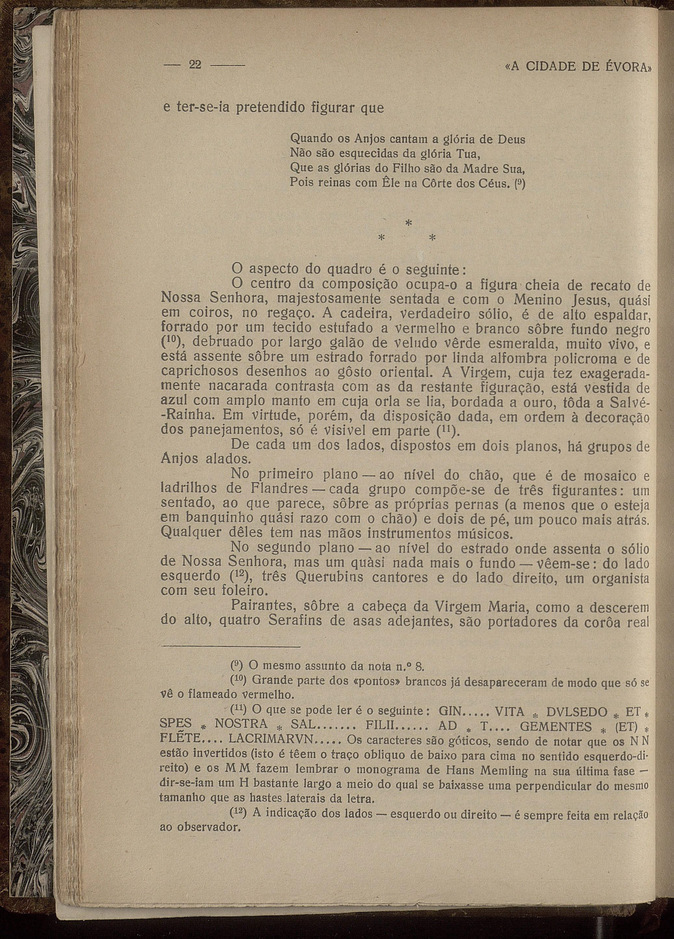 — 22 —
«A CIDADE DE ÉVORA»
e ter-se-ia pretendido figurar que
Quando os Anjos cantam a glória de Deus
Não são esquecidas da glória Tua,
Que as glórias do Filho são da Madre Sua,
Pois reinas com Êle na Côrte dos Céus. (⁹)
*
* *
O aspecto do quadro é o seguinte:
O centro da composição ocupa-o a figura cheia de recato de
Nossa Senhora, majestosamente sentada e com o Menino Jesus, quási
em coiros, no regaço. A cadeira, verdadeiro sólio, é de alto espaldar,
forrado por um tecido estufado a vermelho e branco sôbre fundo negro
(¹⁰), debruado por largo galão de veludo vêrde esmeralda, muito vivo, e
está assente sôbre um estrado forrado por linda alfombra policroma e de
caprichosos desenhos ao gôsto oriental. A Virgem, cuja tez exagerada-
mente nacarada contrasta com as da restante figuração, está vestida de
azul com amplo manto em cuja orla se lia, bordada a ouro, tôda a Salvé-
-Rainha. Em virtude, porém, da disposição dada, em ordem à decoração
dos panejamentos, só é visivel em parte (¹¹).
De cada um dos lados, dispostos em dois planos, há grupos de
Anjos alados.
No primeiro plano — ao nível do chão, que é de mosaico e
ladrilhos de Flandres — cada grupo compõe-se de três figurantes: um
sentado, ao que parece, sôbre as próprias pernas (a menos que o esteja
em banquinho quási razo com o chão) e dois de pé, um pouco mais atrás.
Qualquer dêles tem nas mãos instrumentos músicos.
No segundo plano — ao nível do estrado onde assenta o sólio
de Nossa Senhora, mas um quàsi nada mais o fundo — vêem-se: do lado
esquerdo (¹²), três Querubins cantores e do lado direito, um organista
com seu foleiro.
Pairantes, sôbre a cabeça da Virgem Maria, como a descerem
do alto, quatro Serafins de asas adejantes, são portadores da corôa real
(⁹) O mesmo assunto da nota n.º 8.
(¹⁰) Grande parte dos «pontos» brancos já desapareceram de modo que só se
vê o flameado vermelho.
(¹¹) O que se pode ler é o seguinte: GIN..... VITA * DVLSEDO * ET *
SPES * NOSTRA * SAL....... FILII...... AD * T.... GEMENTES * (ET) *
FLẼTE.... LACRIMARVN..... Os caracteres são góticos, sendo de notar que os N N
estão invertidos (isto é têem o traço obliquo de baixo para cima no sentido esquerdo-di-
reito) e os M M fazem lembrar o monograma de Hans Memling na sua última fase —
dir-se-iam um H bastante largo a meio do qual se baixasse uma perpendicular do mesmo
tamanho que as hastes laterais da letra.
(¹²) A indicação dos lados — esquerdo ou direito — é sempre feita em relação
ao observador.